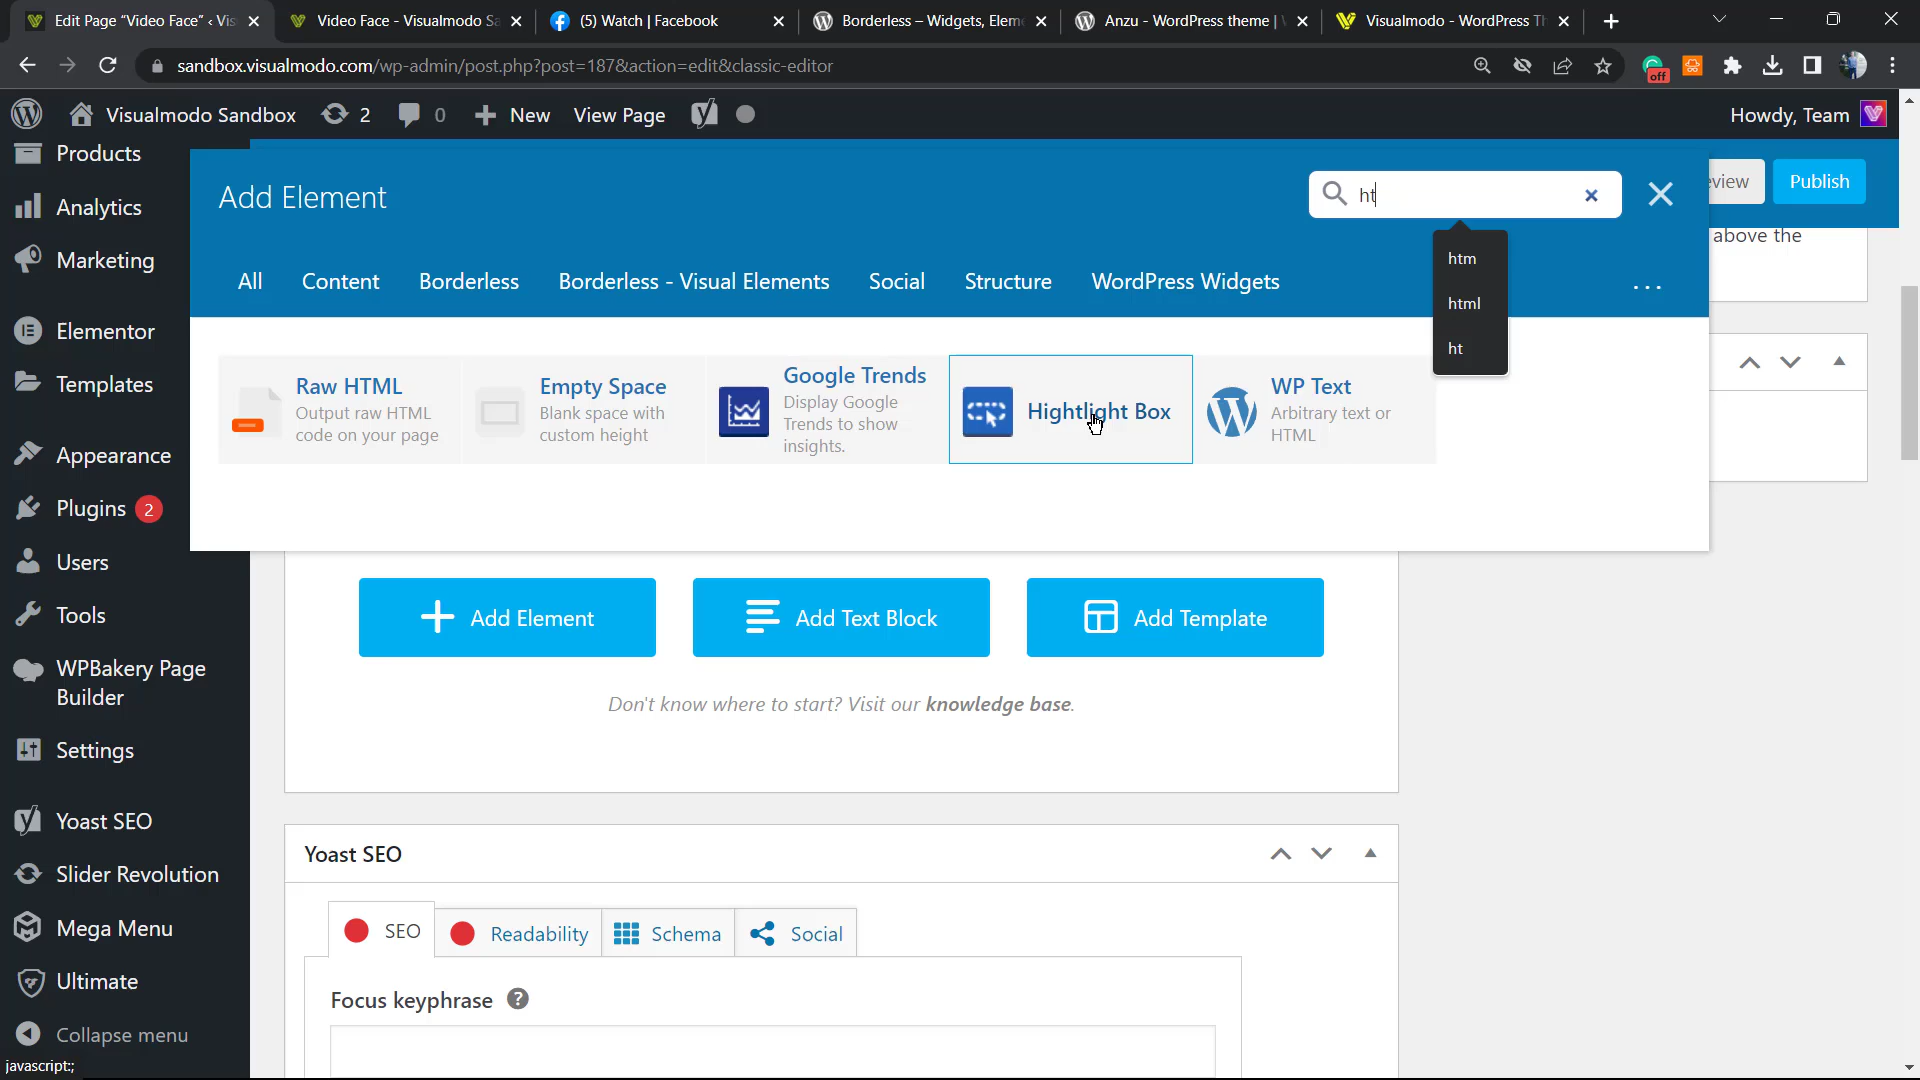 Edit Page “Video Face” ‹ Vis
Video Face - Visualmodo Sa
(5) Watch | Facebook
Borderless – Widgets, Elem
Anzu - WordPress theme |
Visualmodo - WordPress Th
sandbox.visualmodo.com/wp-admin/post.php?post=187&action=edit&classic-editor
off
Visualmodo Sandbox
2
0
New
View Page
Howdy, Team
Products
Analytics
Marketing
Elementor
Templates
Appearance
Plugins 2
Users
Tools
WPBakery Page
Builder
Settings
Yoast SEO
Slider Revolution
Mega Menu
Ultimate
Collapse menu
javascript:;
Add Element
ht
view
Publish
above the
htm
html
ht
All
Content
Borderless
Borderless - Visual Elements
Social
Structure
WordPress Widgets
...
Raw HTML
Output raw HTML
code on your page
Empty Space
Blank space with
custom height
Google Trends
Display Google
Trends to show
insights.
Hightlight Box
WP Text
Arbitrary text or
HTML
Add Element
Add Text Block
Add Template
Don't know where to start? Visit our knowledge base.
Yoast SEO
SEO
Readability
Schema
Social
Focus keyphrase ?